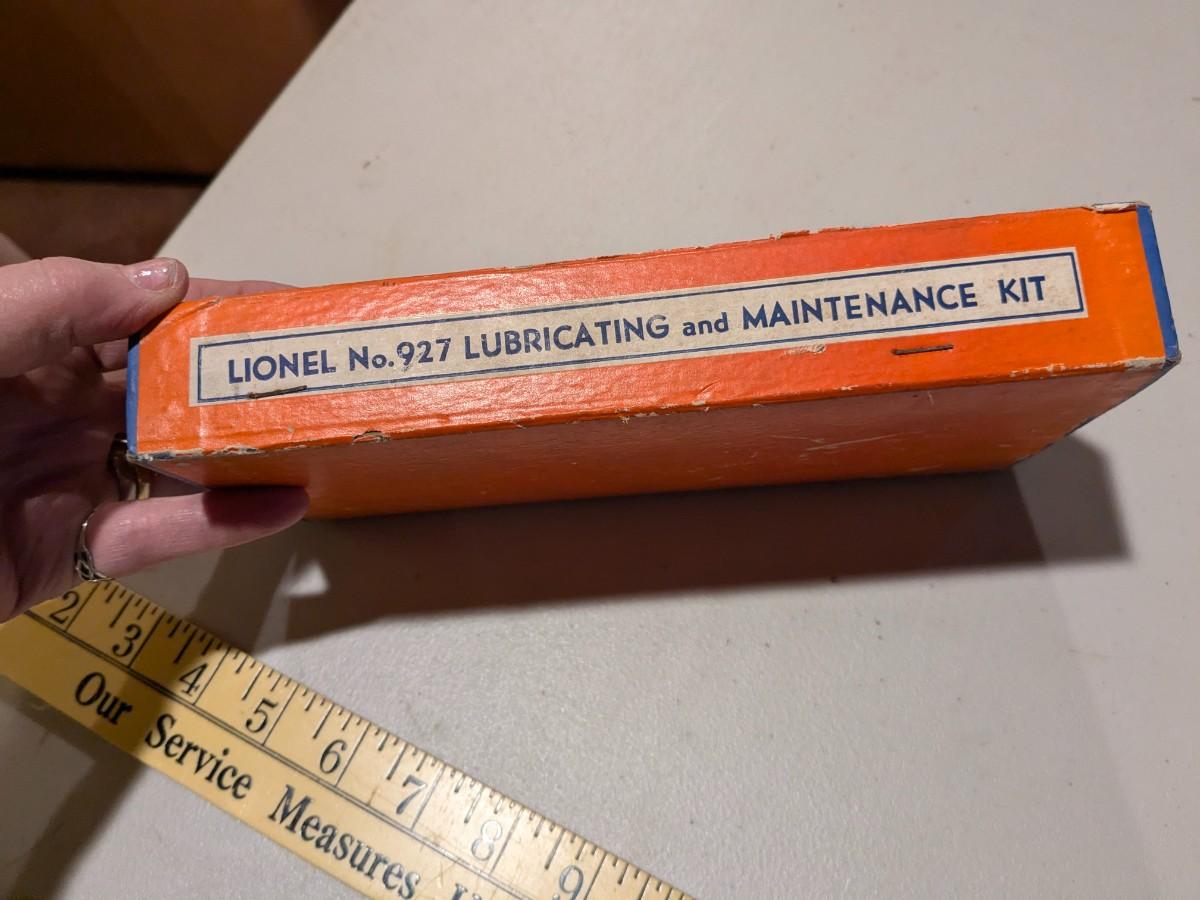 LIONEL No.927 LUBRICATING and MAINTENANCE KIT
2 3 4 5 6 7 8 9
Our Service Measures